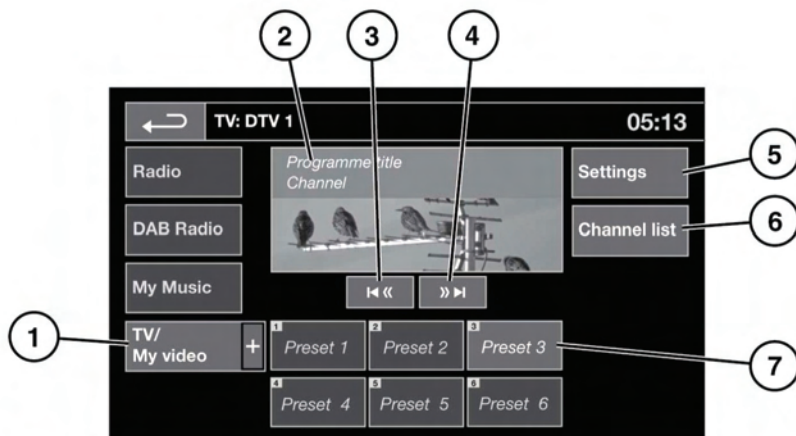 2
3
4
TV: DTV 1
05:13
Radio
Programme title
Channel
Settings
5
DAB Radio
Channel list
6
My Music
1
TV/
My video
+
1
Preset 1
2
Preset 2
3
Preset 3
7
4
Preset 4
5
Preset 5
6
Preset 6